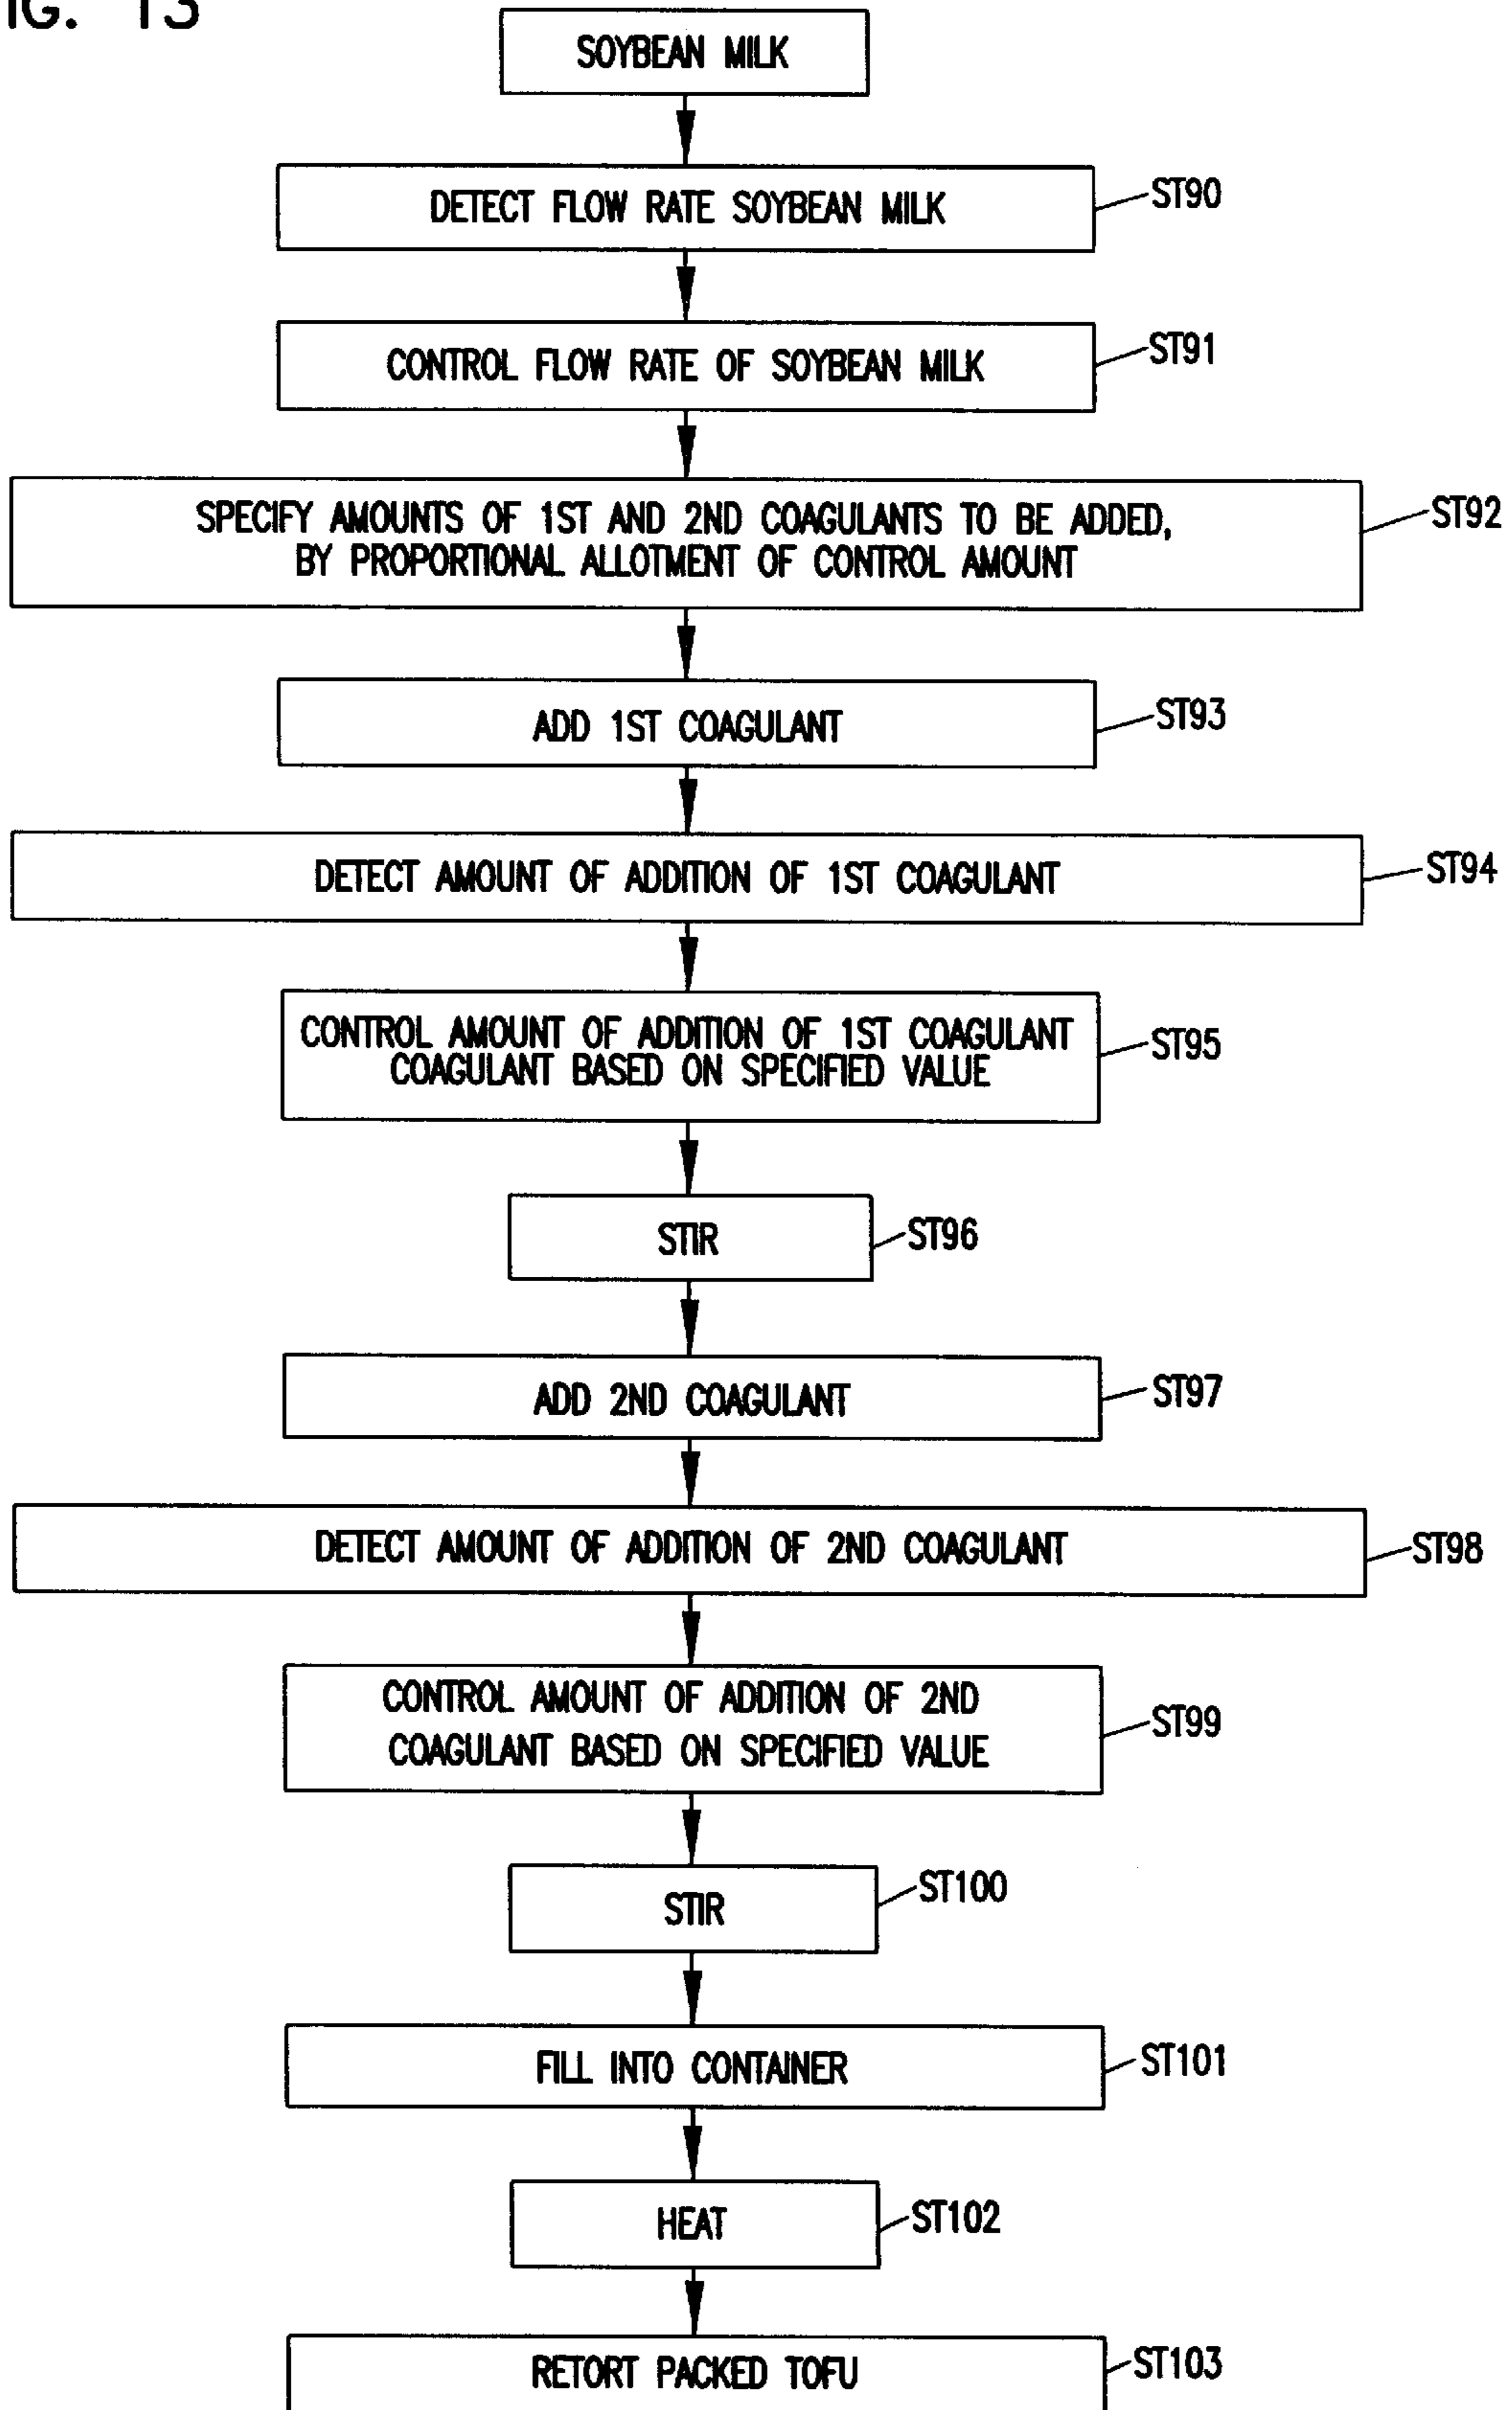 IG. 13
SOYBEAN MILK
DETECT FLOW RATE SOYBEAN MILK
ST90
CONTROL FLOW RATE OF SOYBEAN MILK
ST91
SPECIFY AMOUNTS OF 1ST AND 2ND COAGULANTS TO BE ADDED,
BY PROPORTIONAL ALLOTMENT OF CONTROL AMOUNT
ST92
ADD 1ST COAGULANT
ST93
DETECT AMOUNT OF ADDITION OF 1ST COAGULANT
ST94
CONTROL AMOUNT OF ADDITION OF 1ST COAGULANT
COAGULANT BASED ON SPECIFIED VALUE
ST95
STIR
ST96
ADD 2ND COAGULANT
ST97
DETECT AMOUNT OF ADDITION OF 2ND COAGULANT
ST98
CONTROL AMOUNT OF ADDITION OF 2ND
COAGULANT BASED ON SPECIFIED VALUE
ST99
STIR
ST100
FILL INTO CONTAINER
ST101
HEAT
ST102
RETORT PACKED TOFU
ST103